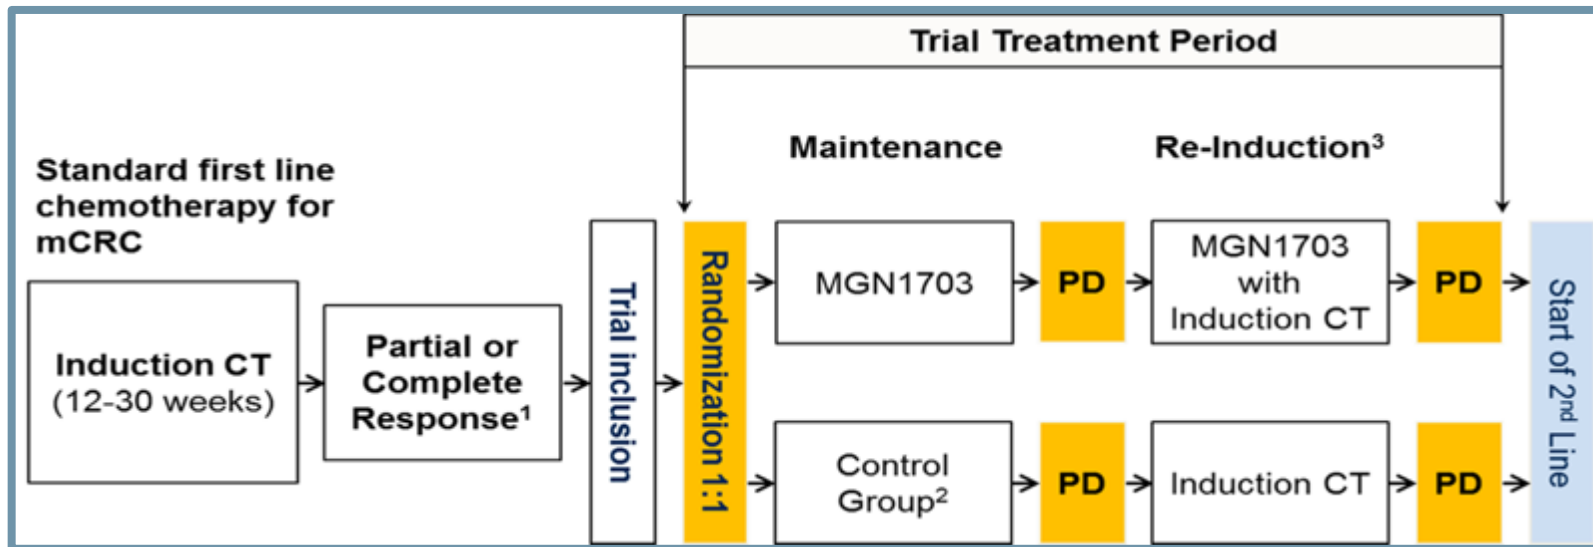 Trial Treatment Period
Maintenance
Re-Induction³
Standard first line
chemotherapy for
mCRC
Induction CT
(12-30 weeks)
Partial or
Complete
Response¹
Trial inclusion
Randomization 1:1
MGN1703
PD
MGN1703
with
Induction CT
PD
Control
Group²
PD
Induction CT
PD
Start of 2nd Line